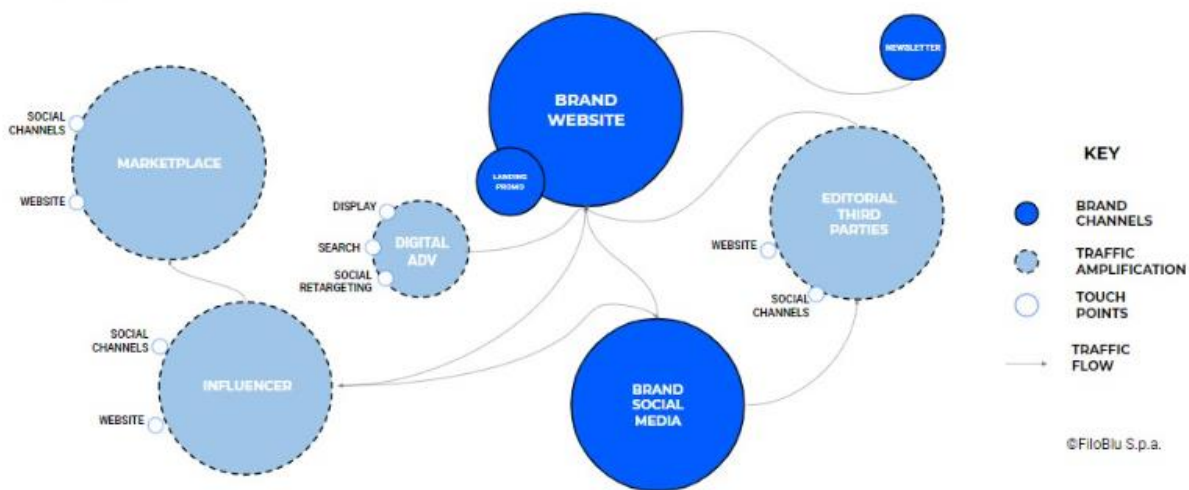 NEWSLETTER
BRAND
WEBSITE
SOCIAL
CHANNELS
MARKETPLACE
WEBSITE
LANDING
PROMO
DISPLAY
SEARCH
SOCIAL
RETARGETING
DIGITAL
ADV
EDITORIAL
THIRD
PARTIES
WEBSITE
SOCIAL
CHANNELS
SOCIAL
CHANNELS
INFLUENCER
WEBSITE
BRAND
SOCIAL
MEDIA
KEY
BRAND
CHANNELS
TRAFFIC
AMPLIFICATION
TOUCH
POINTS
TRAFFIC
FLOW
©FiloBlu S.p.a.